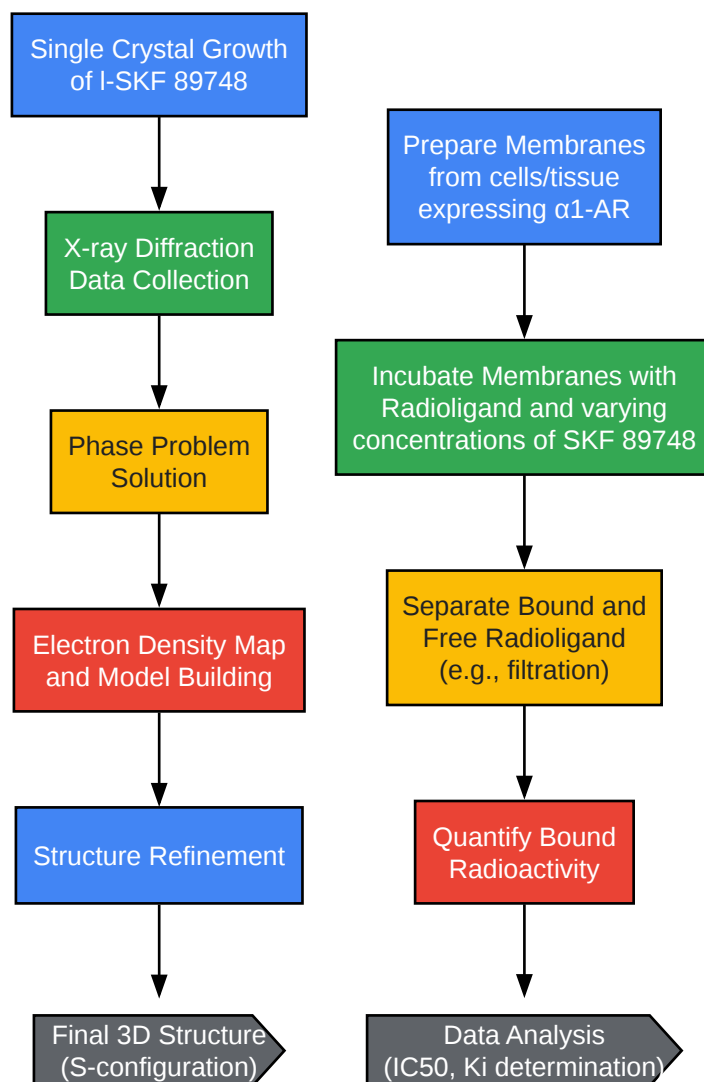 Single Crystal Growth
of l-SKF 89748
X-ray Diffraction
Data Collection
Phase Problem
Solution
Electron Density Map
and Model Building
Structure Refinement
Final 3D Structure
(S-configuration)
Prepare Membranes
from cells/tissue
expressing α1-AR
Incubate Membranes with
Radioligand and varying
concentrations of SKF 89748
Separate Bound and
Free Radioligand
(e.g., filtration)
Quantify Bound
Radioactivity
Data Analysis
(IC50, Ki determination)